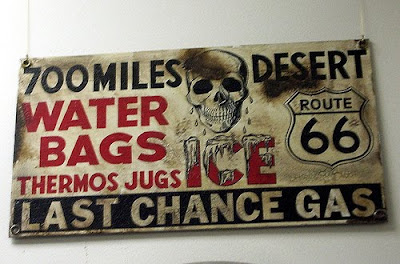 700 MILES DESERT
WATER
BAGS
THERMOS JUGS
ICE
ROUTE
66
LAST CHANCE GAS